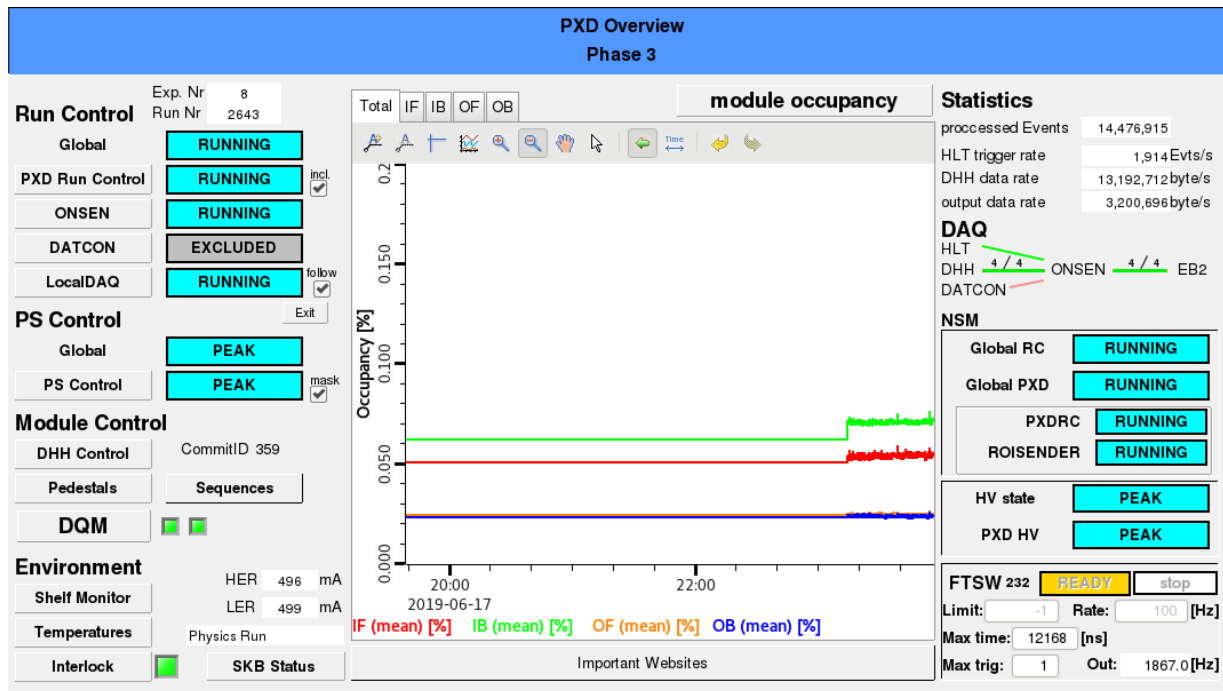 PXD Overview
Phase 3
Run Control
Exp. Nr 8
Run Nr 2643
Global RUNNING
PXD Run Control RUNNING incl.
ONSEN RUNNING
DATCON EXCLUDED
LocalDAQ RUNNING follow
Exit
PS Control
Global PEAK
PS Control PEAK mask
Module Control
DHH Control CommitID 359
Pedestals Sequences
DQM
Environment
HER 496 mA
Shelf Monitor
LER 499 mA
Temperatures Physics Run
Interlock SKB Status
Total IF IB OF OB
module occupancy
Time
Occupancy [%]
0.2
0.150
0.100
0.050
0.000
20:00 22:00
2019-06-17
IF (mean) [%] IB (mean) [%] OF (mean) [%] OB (mean) [%]
Important Websites
Statistics
proccessed Events 14,476,915
HLT trigger rate 1,914 Evts/s
DHH data rate 13,192,712 byte/s
output data rate 3,200,696 byte/s
DAQ
HLT
DHH 4 / 4 ONSEN 4 / 4 EB2
DATCON
NSM
Global RC RUNNING
Global PXD RUNNING
PXDRC RUNNING
ROISENDER RUNNING
HV state PEAK
PXD HV PEAK
FTSW 232 READY stop
Limit: -1 Rate: 100 [Hz]
Max time: 12168 [ns]
Max trig: 1 Out: 1867.0 [Hz]